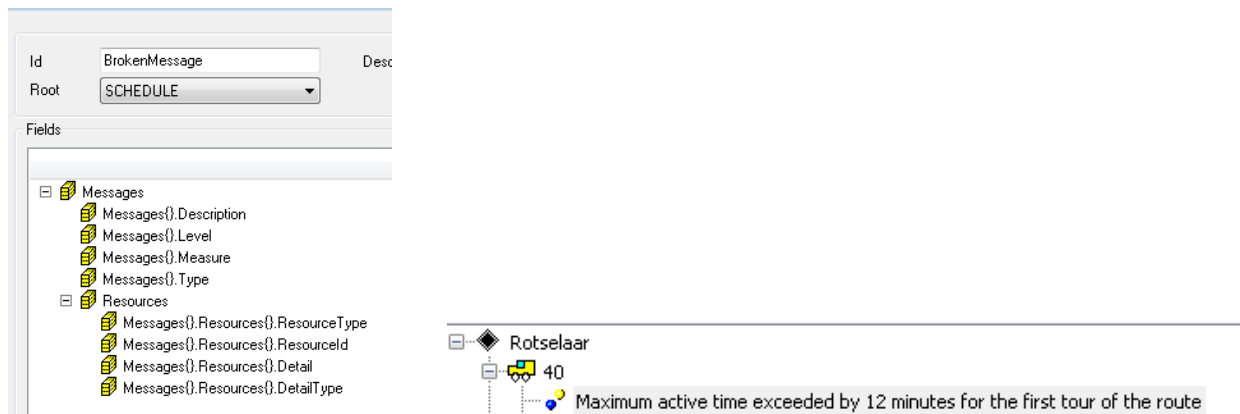 Id BrokenMessage Desc
Root SCHEDULE
Fields
Messages
Messages{}.Description
Messages{}.Level
Messages{}.Measure
Messages{}.Type
Resources
Messages{}.Resources{}.ResourceType
Messages{}.Resources{}.ResourceId
Messages{}.Resources{}.Detail
Messages{}.Resources{}.DetailType
Rotselaar
40
Maximum active time exceeded by 12 minutes for the first tour of the route